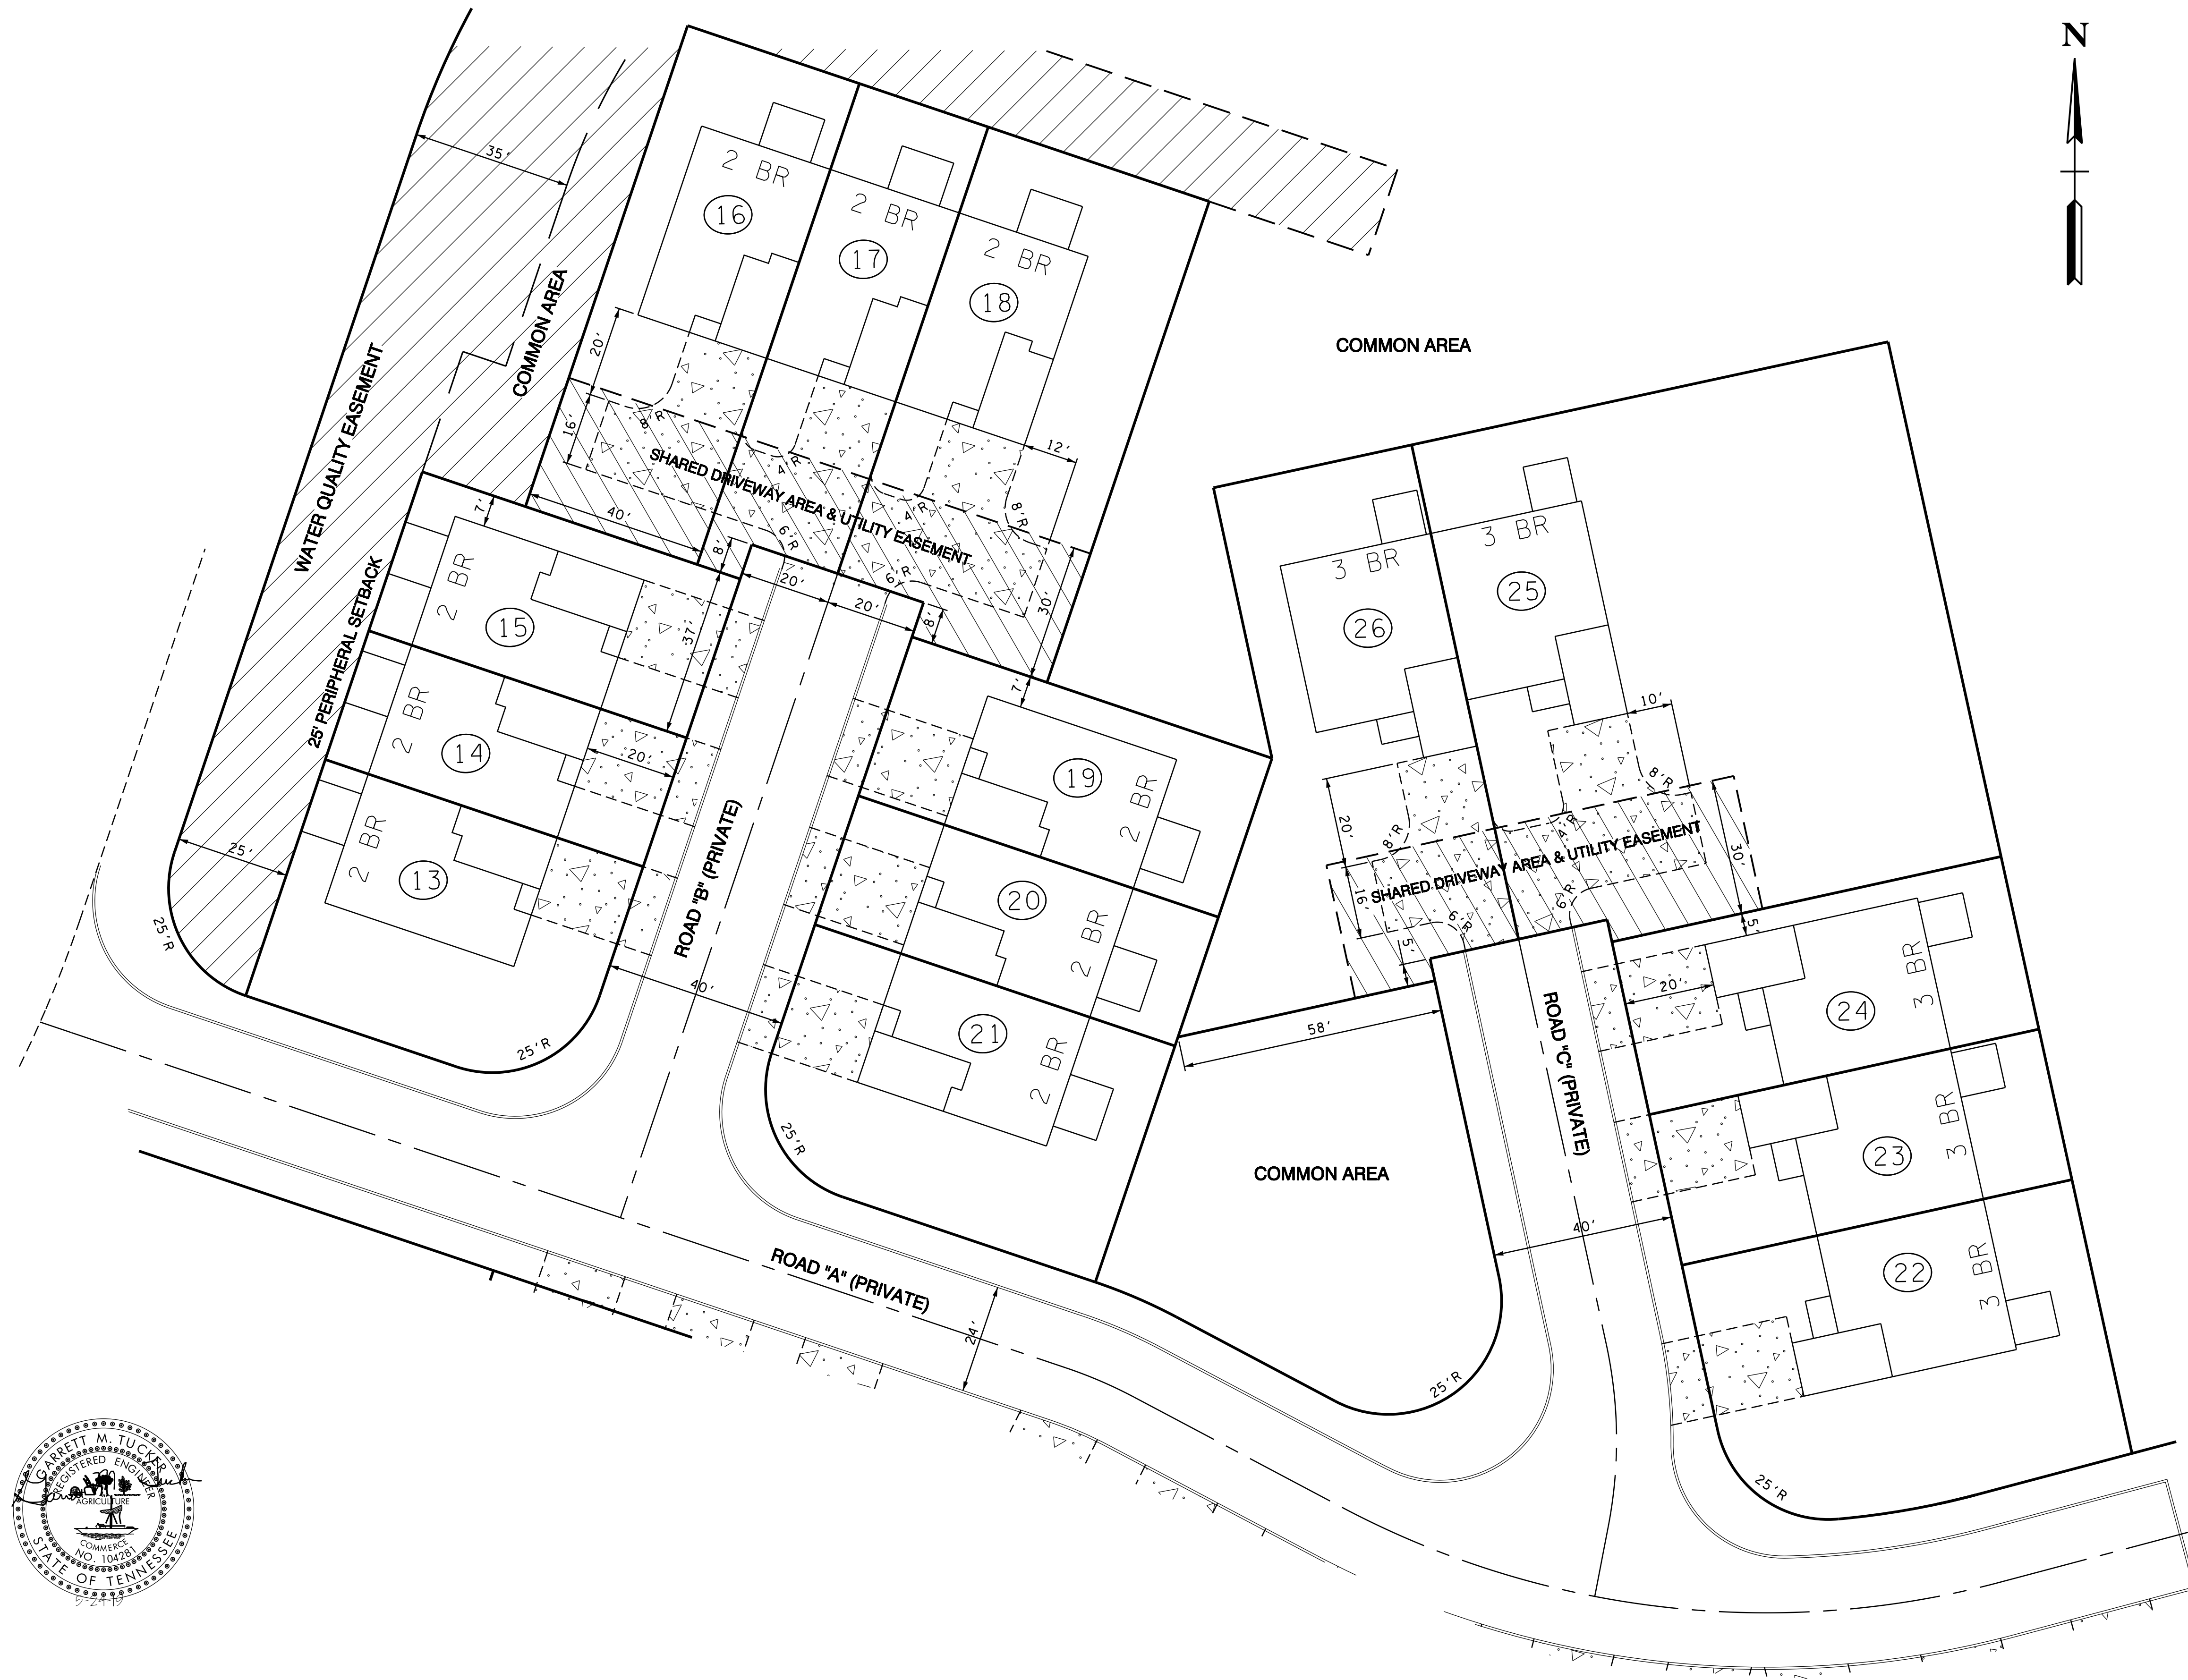 N
35'
2 BR
16
2 BR
17
2 BR
18
COMMON AREA
COMMON AREA
WATER QUALITY EASEMENT
25' PERIPHERAL SETBACK
20'
16'
8'R
4'R
4'R
8'R
12'
SHARED DRIVEWAY AREA & UTILITY EASEMENT
40'
6'R
6'R
8'
20'
20'
8'
30'
7'
7'
37'
2 BR
15
2 BR
14
20'
2 BR
13
25'
25'R
25'R
ROAD "B" (PRIVATE)
40'
19
2 BR
20
2 BR
21
2 BR
25'R
3 BR
26
3 BR
25
10'
8'R
20'
8'R
4'R
SHARED DRIVEWAY AREA & UTILITY EASEMENT
16'
30'
6'R
6'R
5'
5'
58'
20'
24
3 BR
ROAD "C" (PRIVATE)
23
3 BR
40'
22
3 BR
COMMON AREA
25'R
25'R
ROAD "A" (PRIVATE)
24'
GARRETT M. TUCKER
REGISTERED ENGINEER
AGRICULTURE
COMMERCE
NO. 104281
STATE OF TENNESSEE
5-24-19